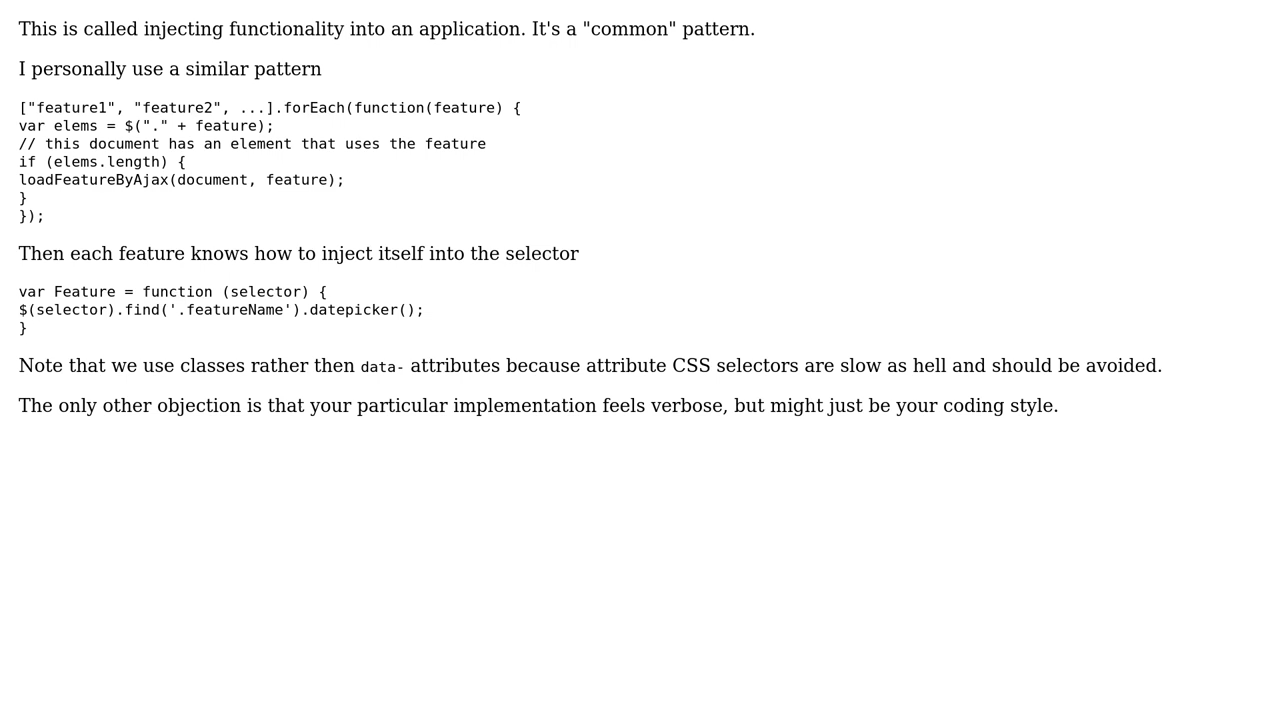 This is called injecting functionality into an application. It's a "common" pattern.
I personally use a similar pattern
["feature1", "feature2", ...].forEach(function(feature) {
var elems = $("." + feature);
// this document has an element that uses the feature
if (elems.length) {
loadFeatureByAjax(document, feature);
}
});
Then each feature knows how to inject itself into the selector
var Feature = function (selector) {
$(selector).find('.featureName').datepicker();
}
Note that we use classes rather then data- attributes because attribute CSS selectors are slow as hell and should be avoided.
The only other objection is that your particular implementation feels verbose, but might just be your coding style.